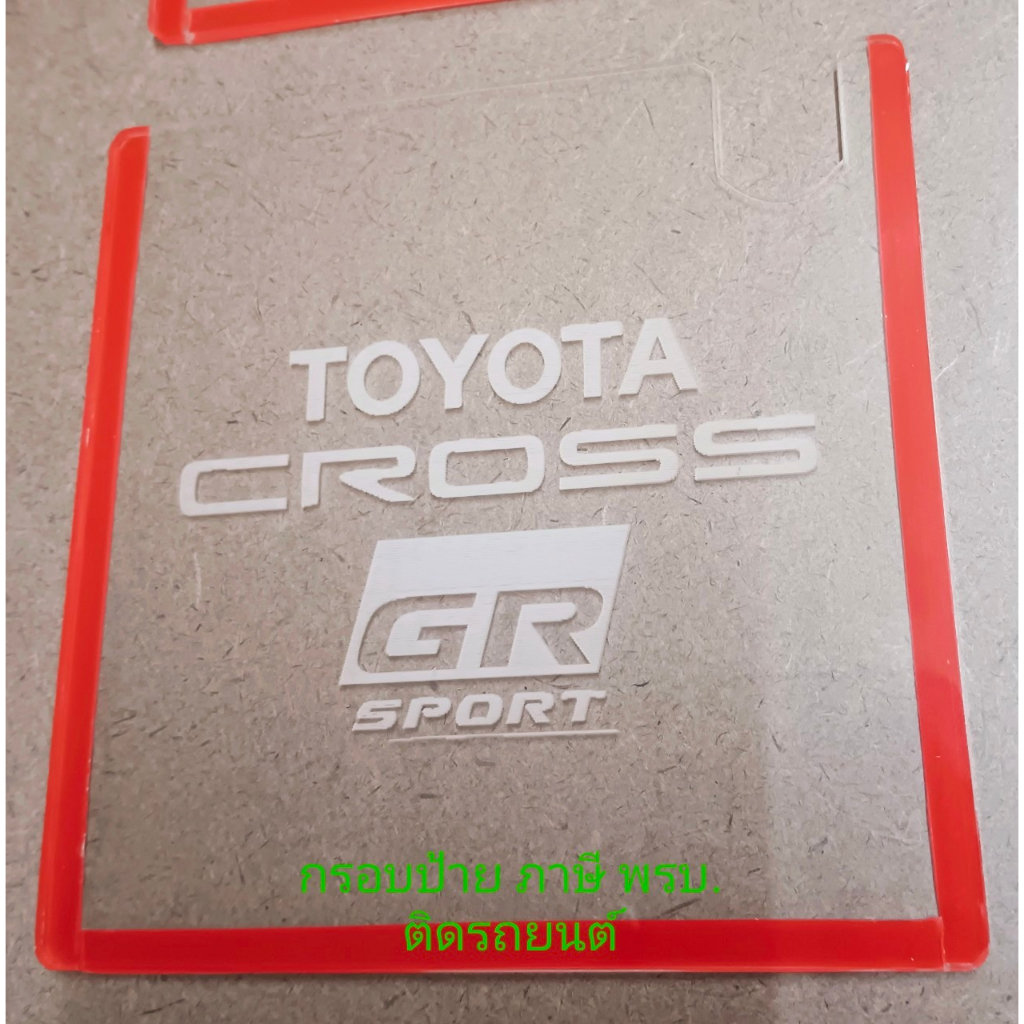 TOYOTA
CROSS
GR
SPORT
กรอบป้าย ภาษี พรบ.
ติดรถยนต์